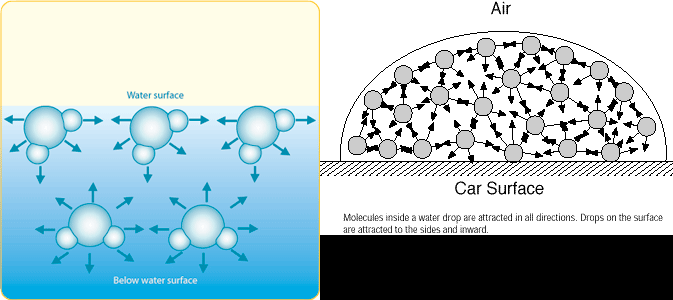 Water surface
Below water surface
Air
Car Surface
Molecules inside a water drop are attracted in all directions. Drops on the surface
are attracted to the sides and inward.